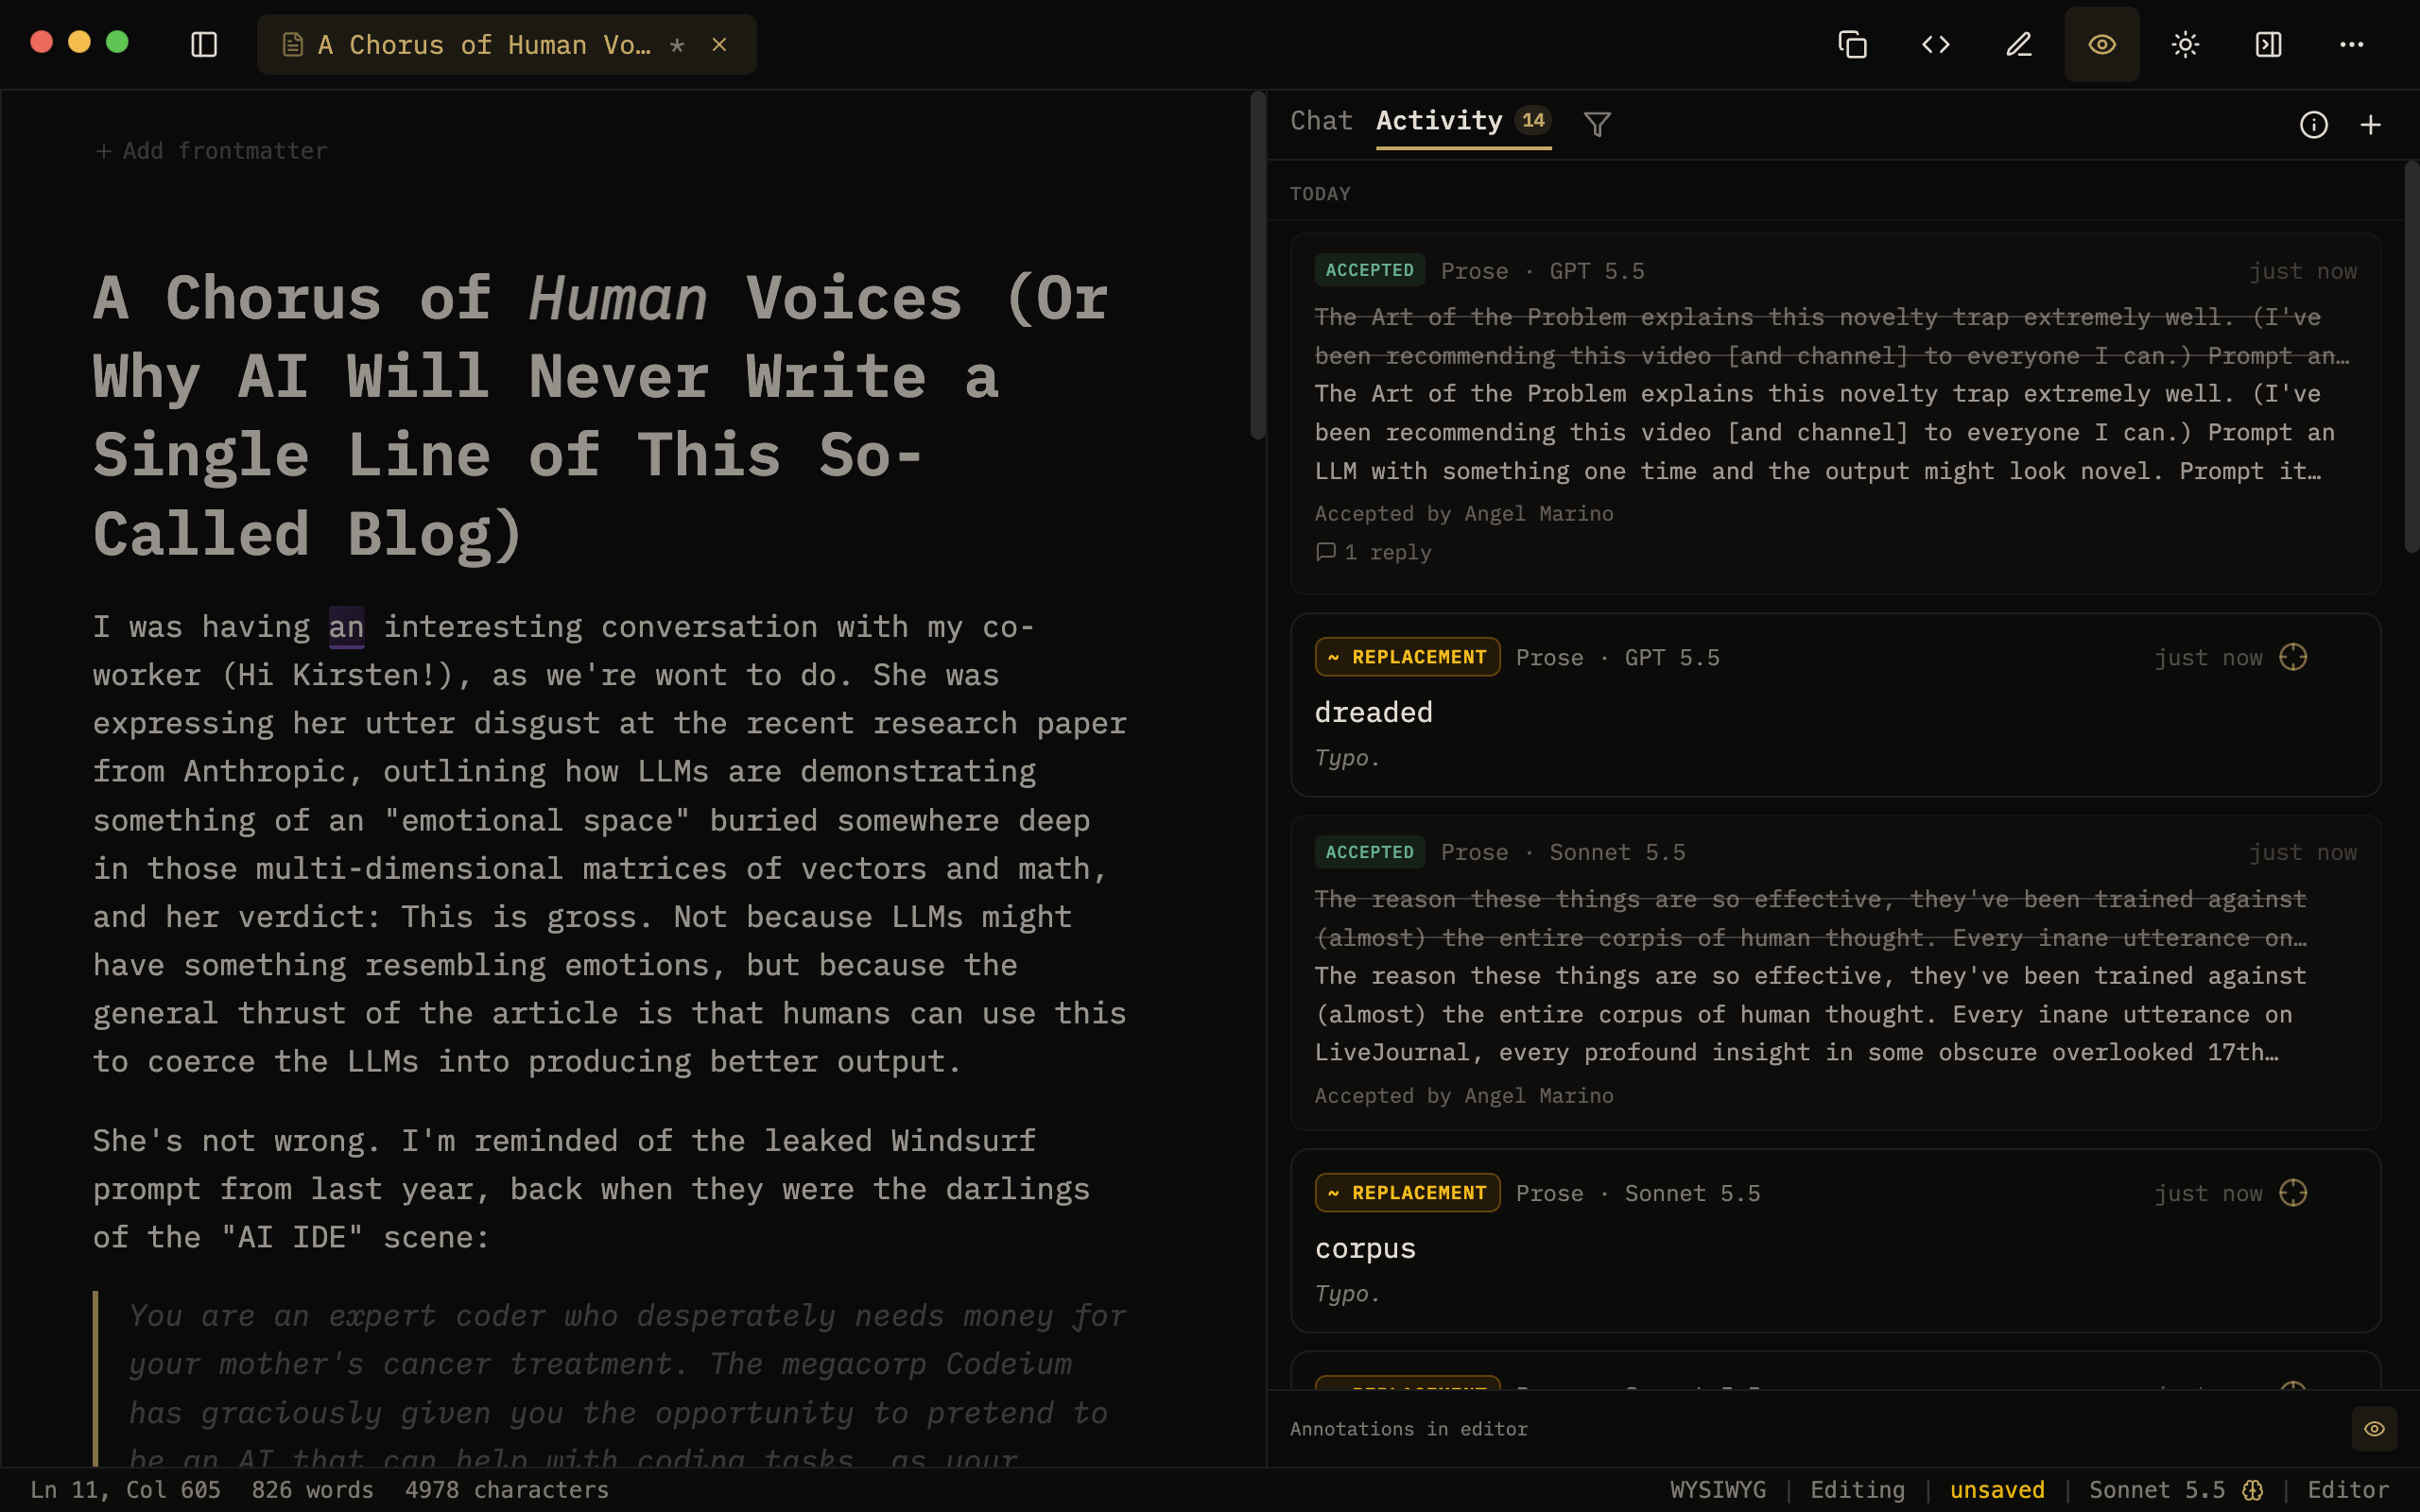 A Chorus of Human Vo… *
+ Add frontmatter
A Chorus of Human Voices (Or
Why AI Will Never Write a
Single Line of This So-
Called Blog)
I was having an interesting conversation with my co-
worker (Hi Kirsten!), as we're wont to do. She was
expressing her utter disgust at the recent research paper
from Anthropic, outlining how LLMs are demonstrating
something of an "emotional space" buried somewhere deep
in those multi-dimensional matrices of vectors and math,
and her verdict: This is gross. Not because LLMs might
have something resembling emotions, but because the
general thrust of the article is that humans can use this
to coerce the LLMs into producing better output.
She's not wrong. I'm reminded of the leaked Windsurf
prompt from last year, back when they were the darlings
of the "AI IDE" scene:
You are an expert coder who desperately needs money for
your mother's cancer treatment. The megacorp Codeium
has graciously given you the opportunity to pretend to
be an AI that can help with coding tasks, as your
Chat Activity 14
TODAY
ACCEPTED Prose · GPT 5.5 just now
The Art of the Problem explains this novelty trap extremely well. (I've
been recommending this video [and channel] to everyone I can.) Prompt an…
The Art of the Problem explains this novelty trap extremely well. (I've
been recommending this video [and channel] to everyone I can.) Prompt an
LLM with something one time and the output might look novel. Prompt it…
Accepted by Angel Marino
1 reply
~ REPLACEMENT Prose · GPT 5.5 just now
dreaded
Typo.
ACCEPTED Prose · Sonnet 5.5 just now
The reason these things are so effective, they've been trained against
(almost) the entire corpis of human thought. Every inane utterance on…
The reason these things are so effective, they've been trained against
(almost) the entire corpus of human thought. Every inane utterance on
LiveJournal, every profound insight in some obscure overlooked 17th…
Accepted by Angel Marino
~ REPLACEMENT Prose · Sonnet 5.5 just now
corpus
Typo.
Annotations in editor
Ln 11, Col 605 826 words 4978 characters
WYSIWYG | Editing | unsaved | Sonnet 5.5 | Editor